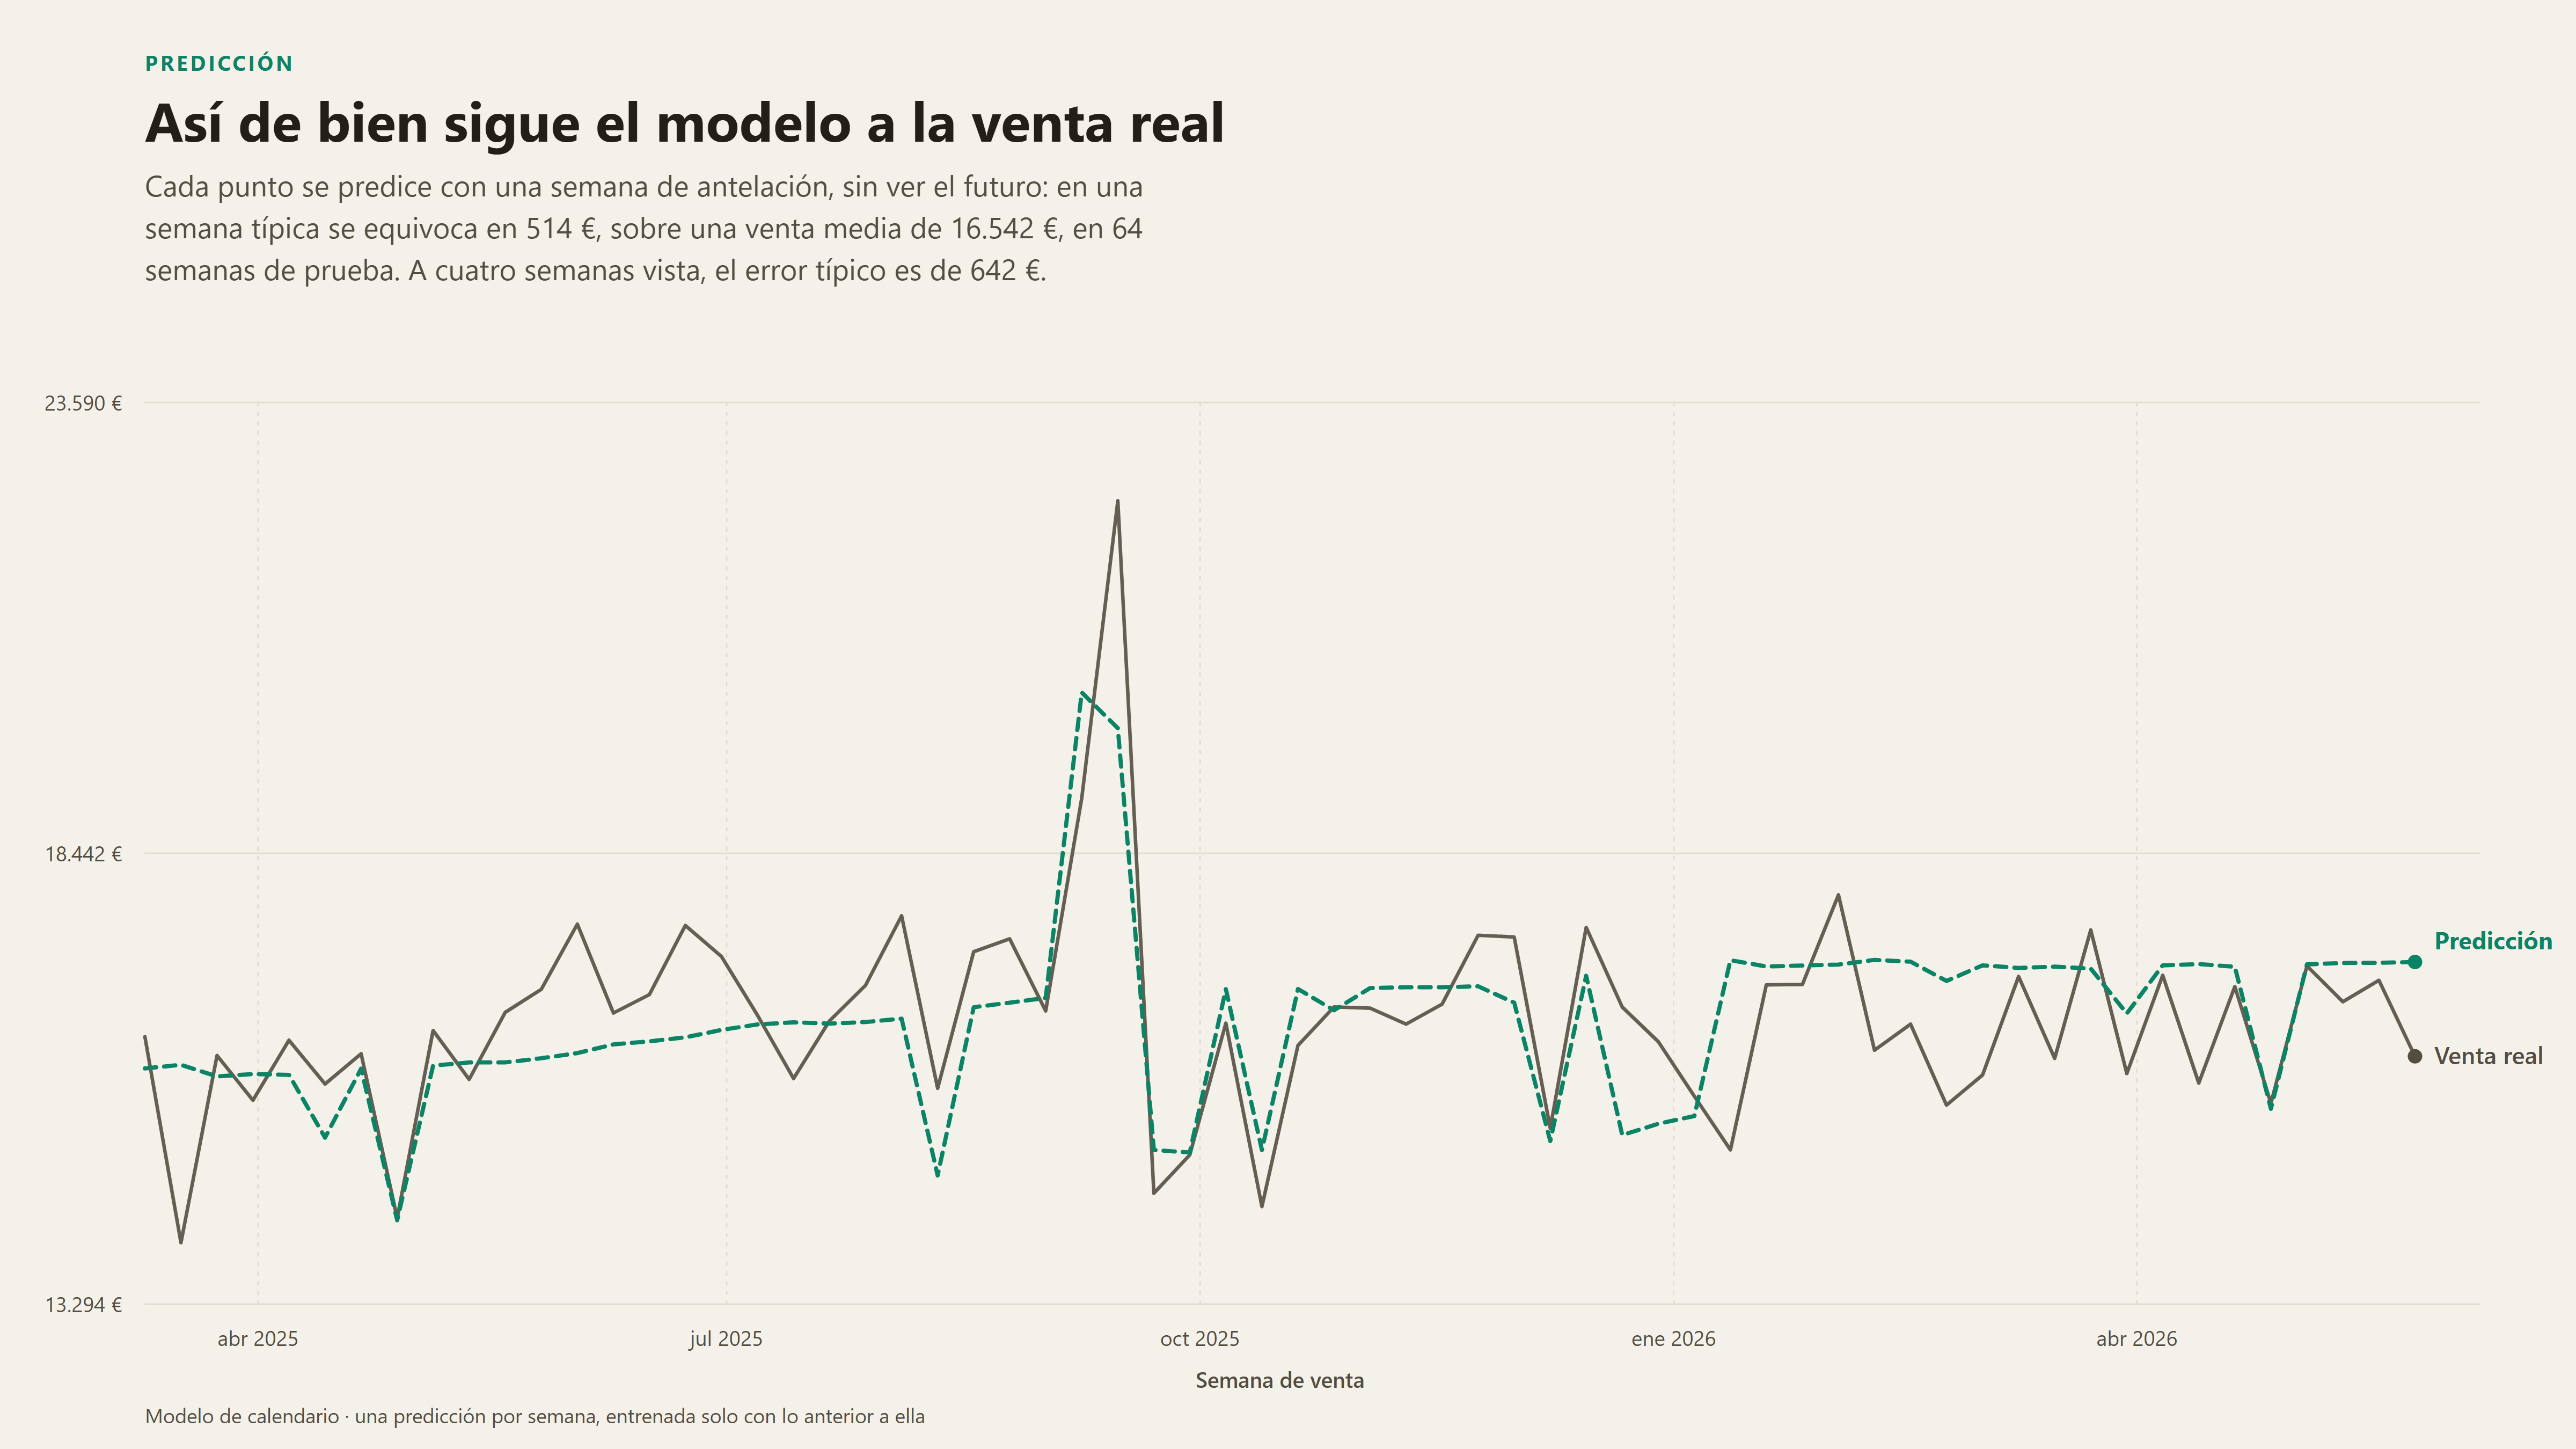 PREDICCIÓN
Así de bien sigue el modelo a la venta real
Cada punto se predice con una semana de antelación, sin ver el futuro: en una
semana típica se equivoca en 514 €, sobre una venta media de 16.542 €, en 64
semanas de prueba. A cuatro semanas vista, el error típico es de 642 €.
23.590 €
18.442 €
Predicción
Venta real
13.294 €
abr 2025
jul 2025
oct 2025
ene 2026
abr 2026
Semana de venta
Modelo de calendario · una predicción por semana, entrenada solo con lo anterior a ella